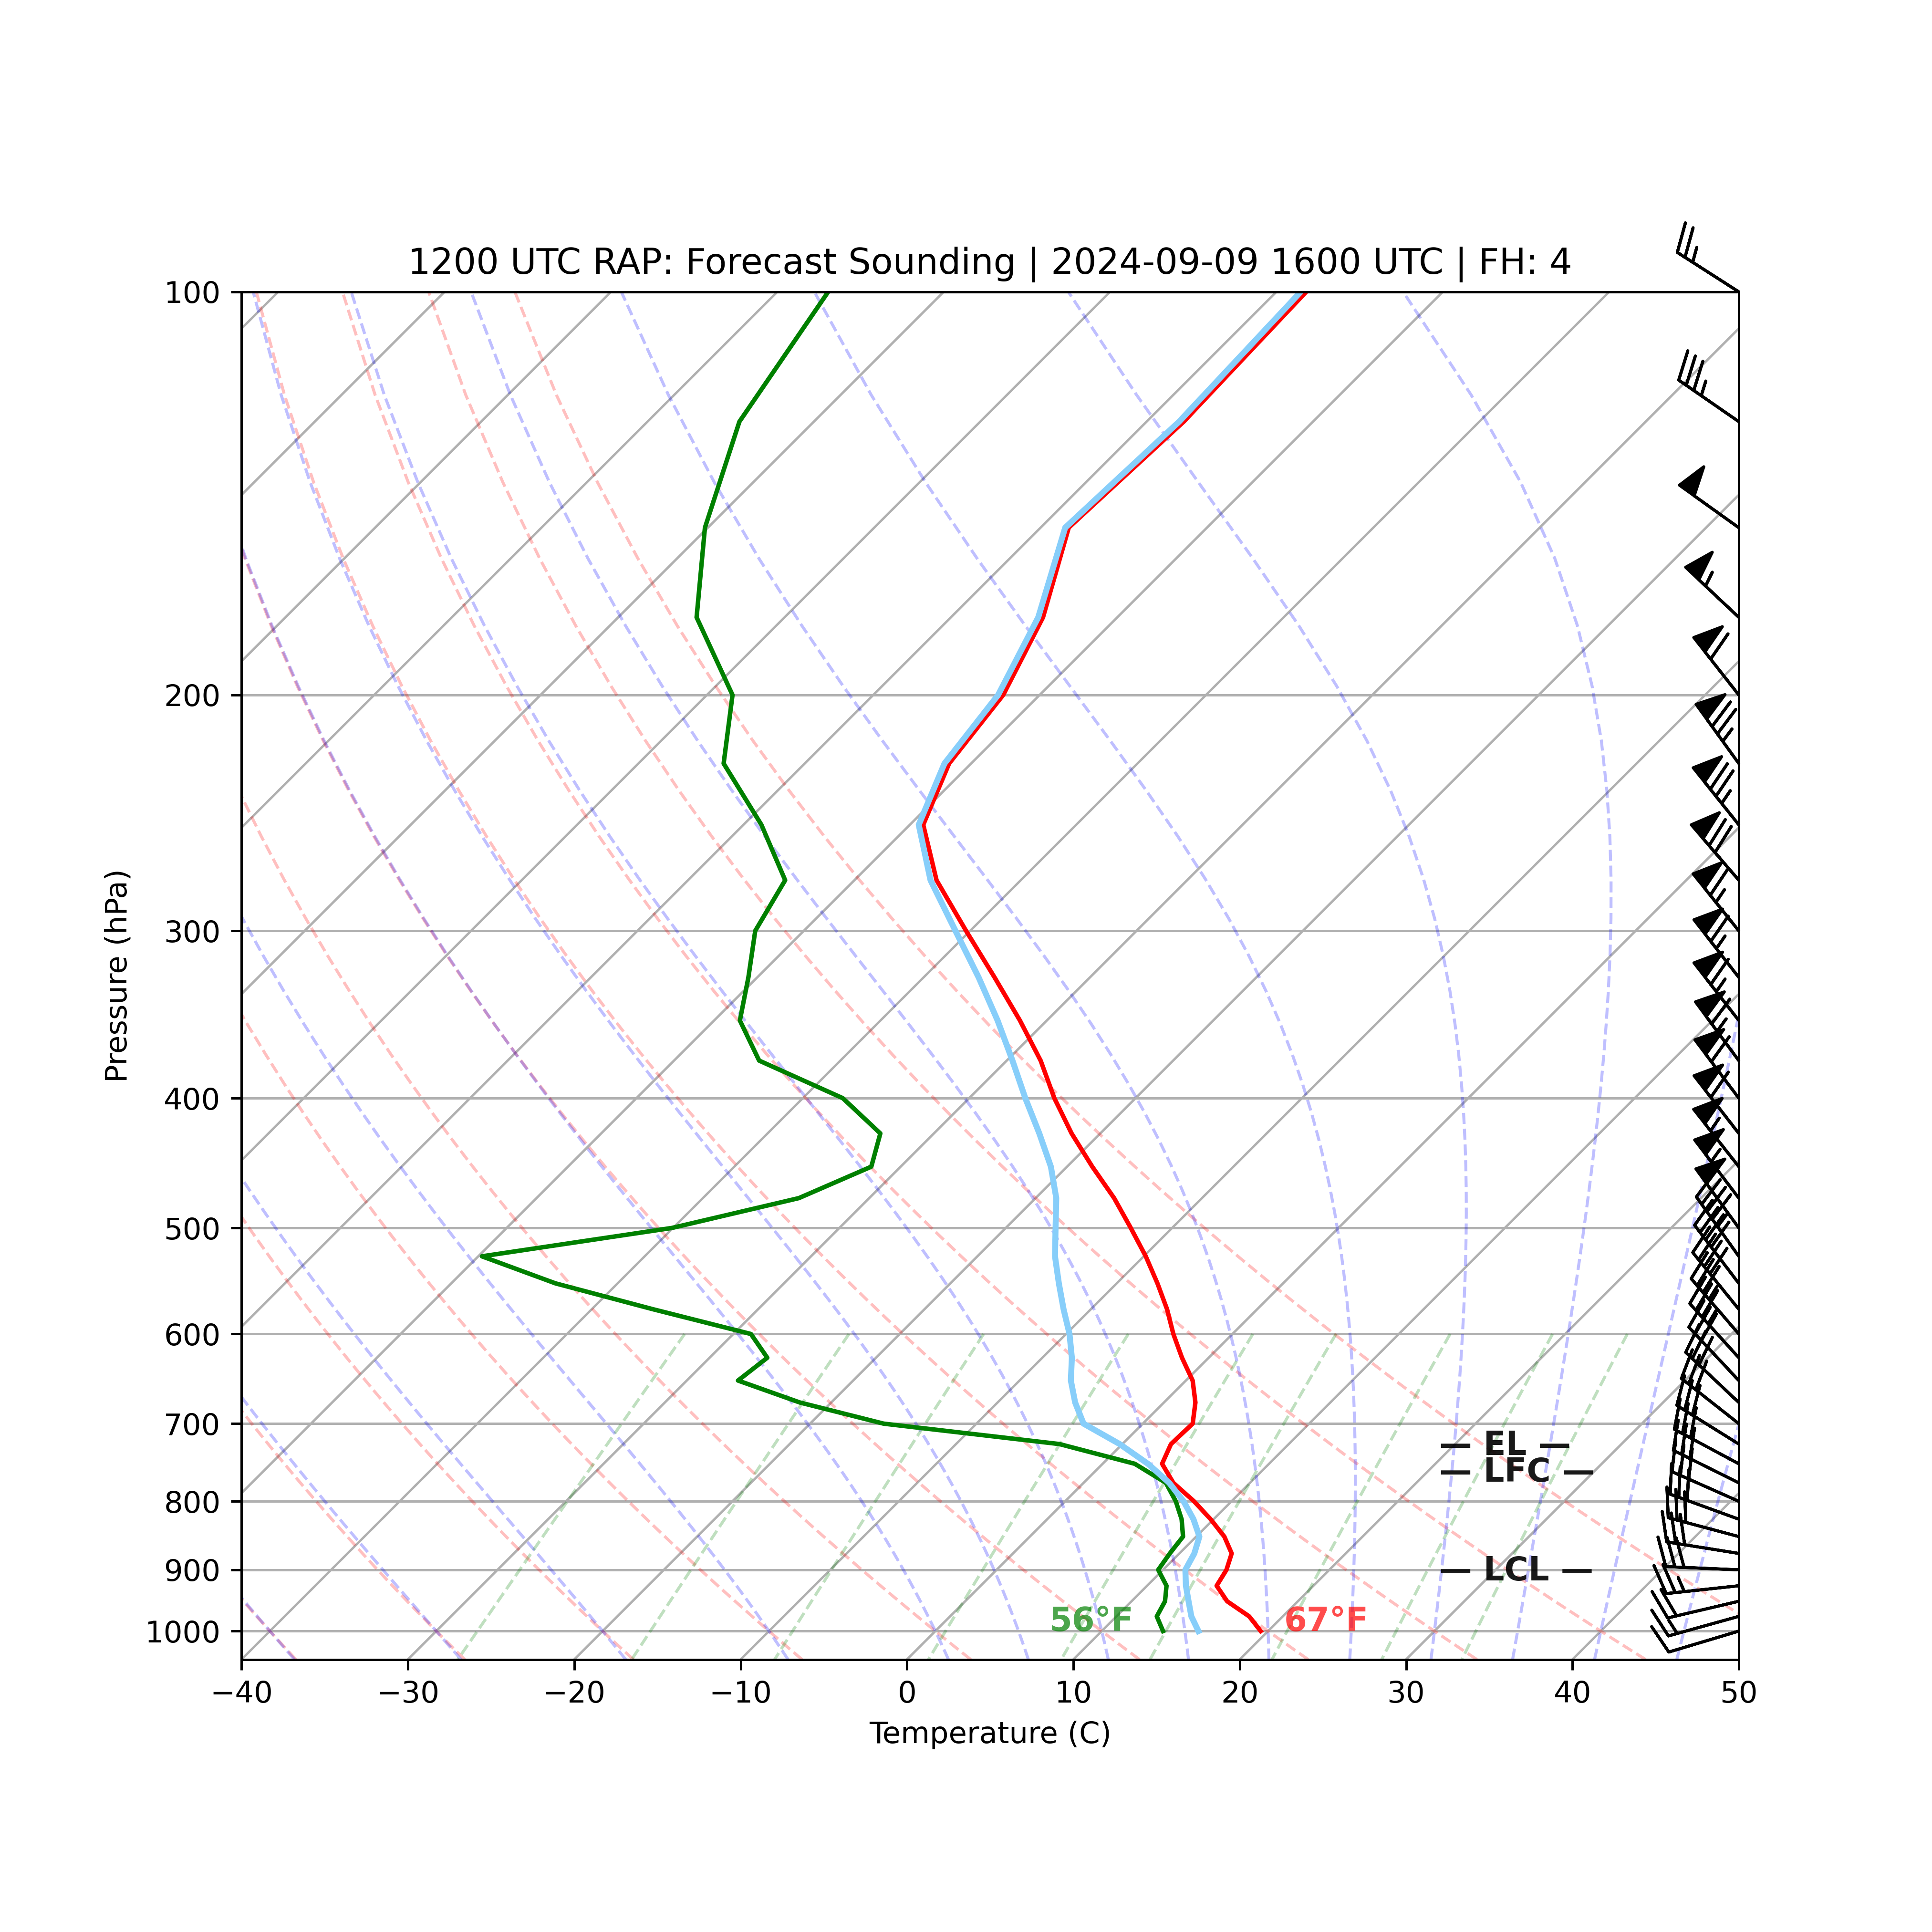 1200 UTC RAP: Forecast Sounding | 2024-09-09 1600 UTC | FH: 4
100
200
300
400
500
600
700
800
900
1000
Pressure (hPa)
— EL —
— LFC —
— LCL —
56°F
67°F
−40 −30 −20 −10 0 10 20 30 40 50
Temperature (C)